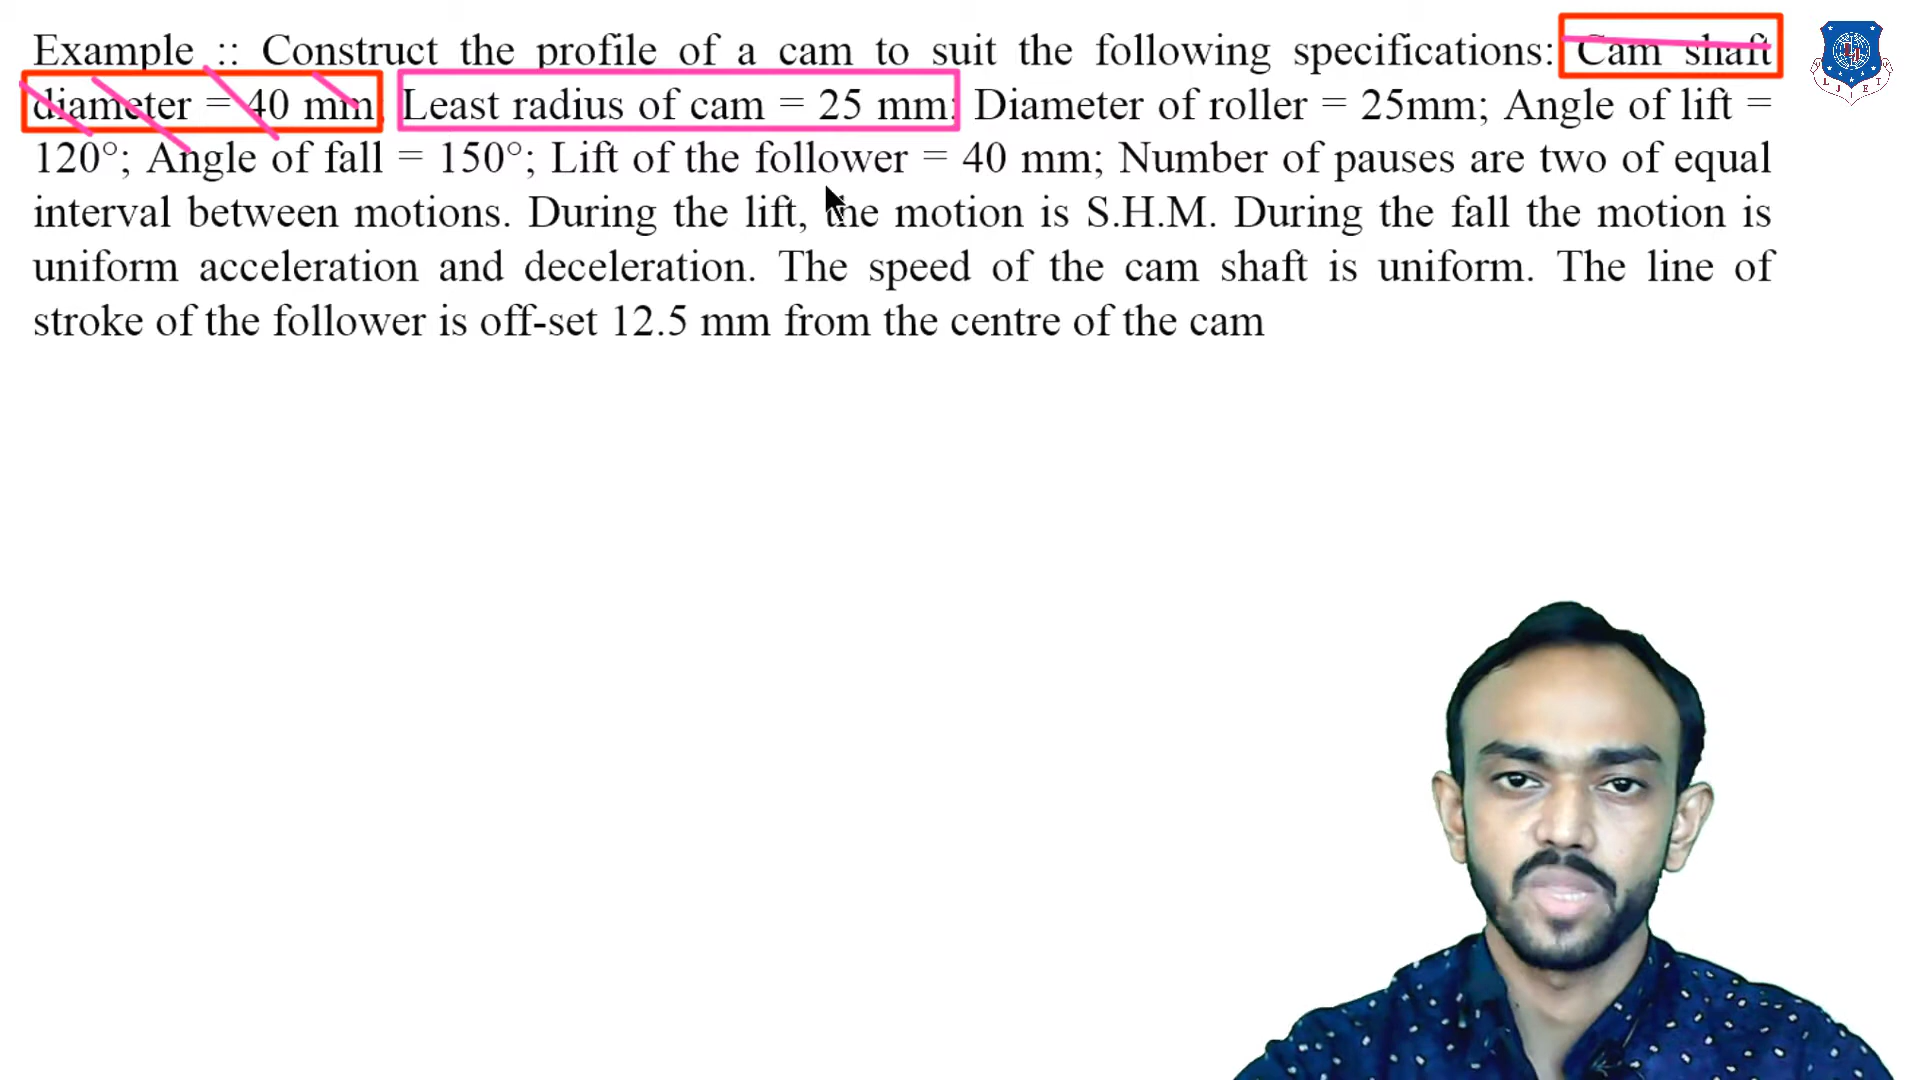 Example :: Construct the profile of a cam to suit the following specifications: Cam shaft
diameter = 40 mm; Least radius of cam = 25 mm; Diameter of roller = 25mm; Angle of lift =
120°; Angle of fall = 150°; Lift of the follower = 40 mm; Number of pauses are two of equal
interval between motions. During the lift, the motion is S.H.M. During the fall the motion is
uniform acceleration and deceleration. The speed of the cam shaft is uniform. The line of
stroke of the follower is off-set 12.5 mm from the centre of the cam
L J I E T